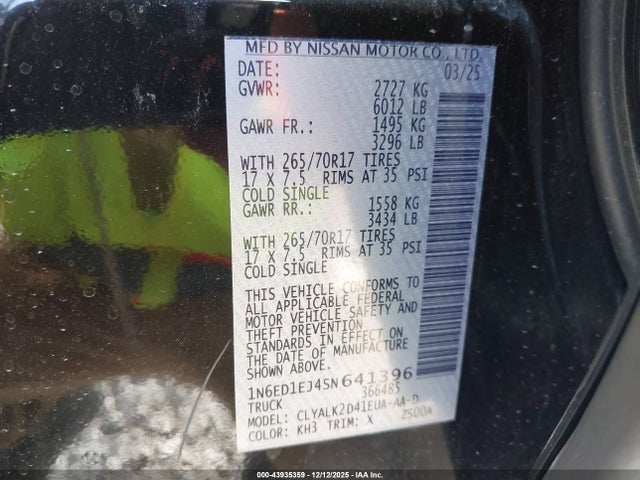 MFD BY NISSAN MOTOR CO., LTD.
DATE: 03/25
GVWR: 2727 KG
6012 LB
GAWR FR.: 1495 KG
3296 LB
WITH 265/70R17 TIRES
17 X 7.5 RIMS AT 35 PSI
COLD SINGLE
GAWR RR.: 1558 KG
3434 LB
WITH 265/70R17 TIRES
17 X 7.5 RIMS AT 35 PSI
COLD SINGLE
THIS VEHICLE CONFORMS TO
ALL APPLICABLE FEDERAL
MOTOR VEHICLE SAFETY AND
THEFT PREVENTION
STANDARDS IN EFFECT ON
THE DATE OF MANUFACTURE
SHOWN ABOVE.
1N6ED1EJ4SN641396
TRUCK 366485
MODEL: CLYALK2D41EUA-AA-D
COLOR: KH3 TRIM: X 2S00A
000-43935359 - 12/12/2025 - IAA Inc.